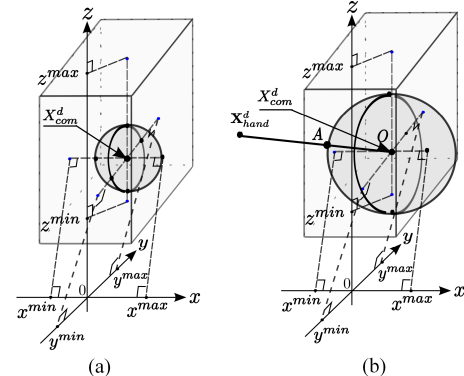 z
z^max
X^d_com
z^min
y
y^max
0
x
x^min
x^max
y^min
(a)
z
z^max
X^d_com
x^d_hand
A
O
z^min
y
y^max
0
x
x^min
x^max
y^min
(b)